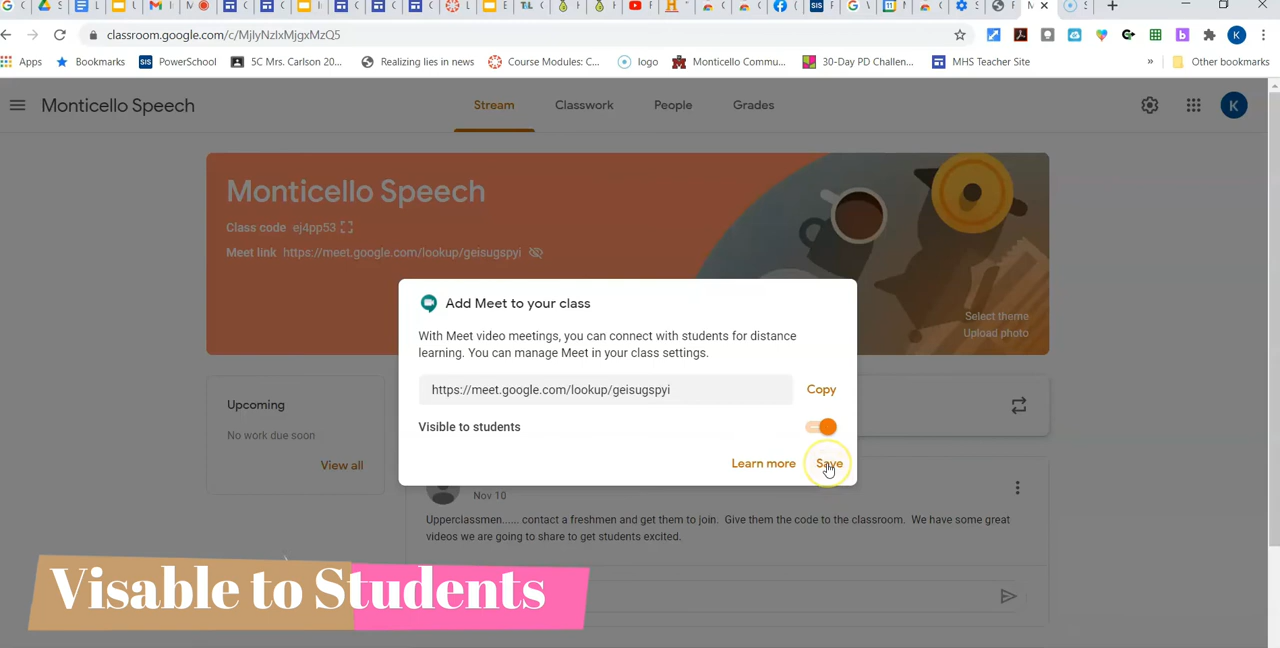 classroom.google.com/c/MjIyNzIxMjgxMzQ5
Apps Bookmarks SIS PowerSchool 5C Mrs. Carlson 20... Realizing lies in news Course Modules: C... logo Monticello Commu... 30-Day PD Challen... MHS Teacher Site » Other bookmarks
Monticello Speech Stream Classwork People Grades K
Monticello Speech
Class code ej4pp53
Meet link https://meet.google.com/lookup/geisugspyi
Select theme
Upload photo
Add Meet to your class
With Meet video meetings, you can connect with students for distance
learning. You can manage Meet in your class settings.
https://meet.google.com/lookup/geisugspyi Copy
Visible to students
Learn more Save
Upcoming
No work due soon
View all
Nov 10
Upperclassmen...... contact a freshmen and get them to join. Give them the code to the classroom. We have some great
videos we are going to share to get students excited.
Visable to Students